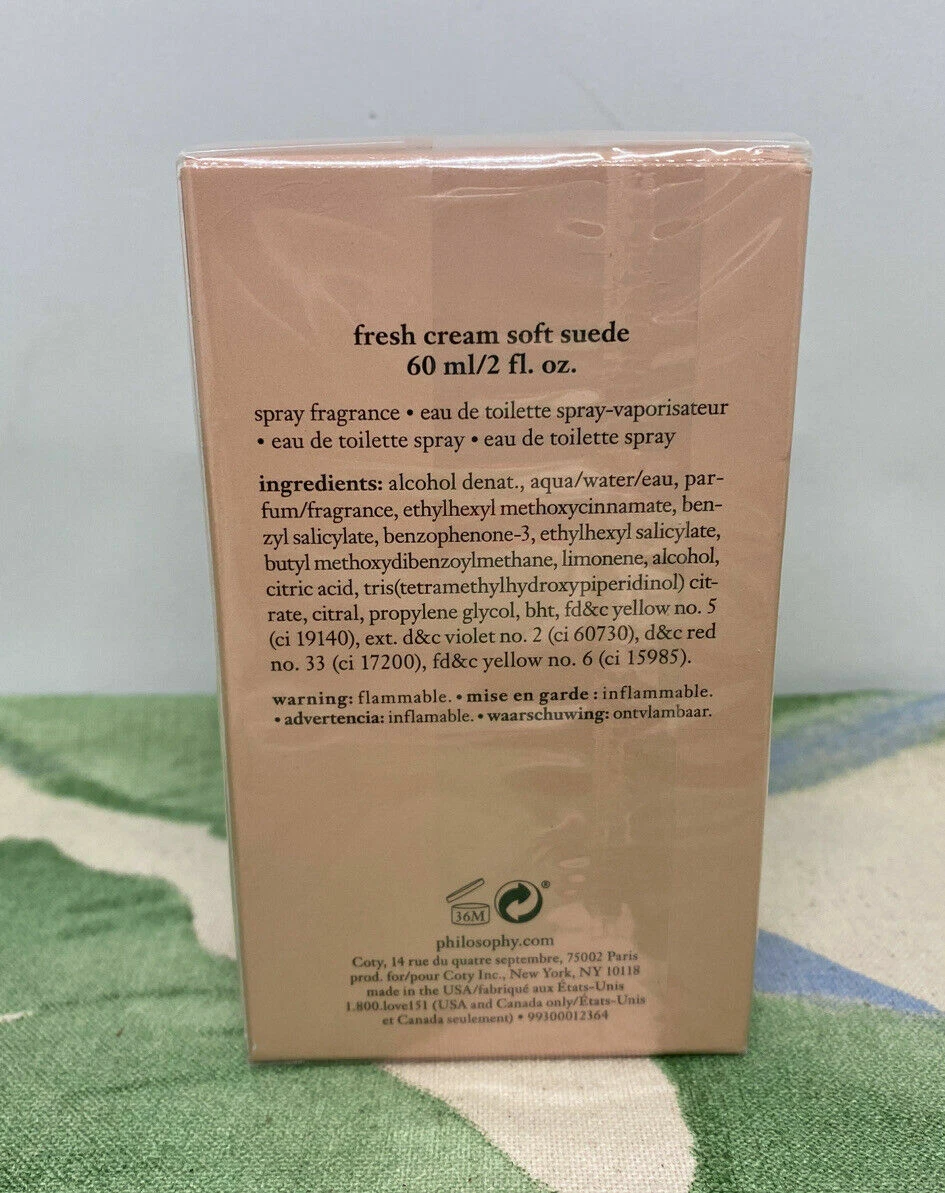 fresh cream soft suede
60 ml/2 fl. oz.
spray fragrance • eau de toilette spray-vaporisateur
• eau de toilette spray • eau de toilette spray
ingredients: alcohol denat., aqua/water/eau, par-
fum/fragrance, ethylhexyl methoxycinnamate, ben-
zyl salicylate, benzophenone-3, ethylhexyl salicylate,
butyl methoxydibenzoylmethane, limonene, alcohol,
citric acid, tris(tetramethylhydroxypiperidinol) cit-
rate, citral, propylene glycol, bht, fd&c yellow no. 5
(ci 19140), ext. d&c violet no. 2 (ci 60730), d&c red
no. 33 (ci 17200), fd&c yellow no. 6 (ci 15985).
warning: flammable. • mise en garde : inflammable.
• advertencia: inflamable. • waarschuwing: ontvlambaar.
36M ®
philosophy.com
Coty, 14 rue du quatre septembre, 75002 Paris
prod. for/pour Coty Inc., New York, NY 10118
made in the USA/fabriqué aux États-Unis
1.800.love151 (USA and Canada only/États-Unis
et Canada seulement) • 99300012364